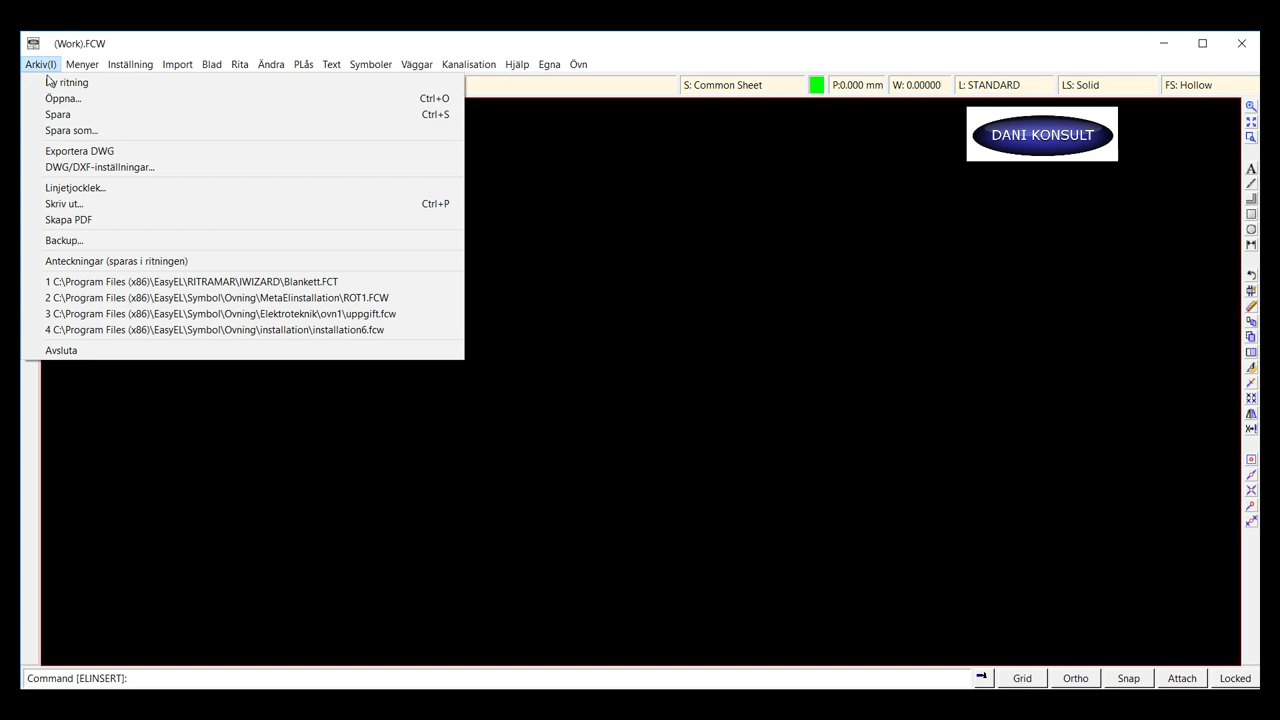 (Work).FCW
Arkiv(I) Menyer Inställning Import Blad Rita Ändra PLås Text Symboler Väggar Kanalisation Hjälp Egna Övn
S: Common Sheet P:0.000 mm W: 0.00000 L: STANDARD LS: Solid FS: Hollow
ritning
Öppna... Ctrl+O
Spara Ctrl+S
Spara som...
Exportera DWG
DWG/DXF-inställningar...
Linjetjocklek...
Skriv ut... Ctrl+P
Skapa PDF
Backup...
Anteckningar (sparas i ritningen)
1 C:\Program Files (x86)\EasyEL\RITRAMAR\IWIZARD\Blankett.FCT
2 C:\Program Files (x86)\EasyEL\Symbol\Ovning\MetaElinstallation\ROT1.FCW
3 C:\Program Files (x86)\EasyEL\Symbol\Ovning\Elektroteknik\ovn1\uppgift.fcw
4 C:\Program Files (x86)\EasyEL\Symbol\Ovning\installation\installation6.fcw
Avsluta
DANI KONSULT
Command [ELINSERT]:
Grid Ortho Snap Attach Locked